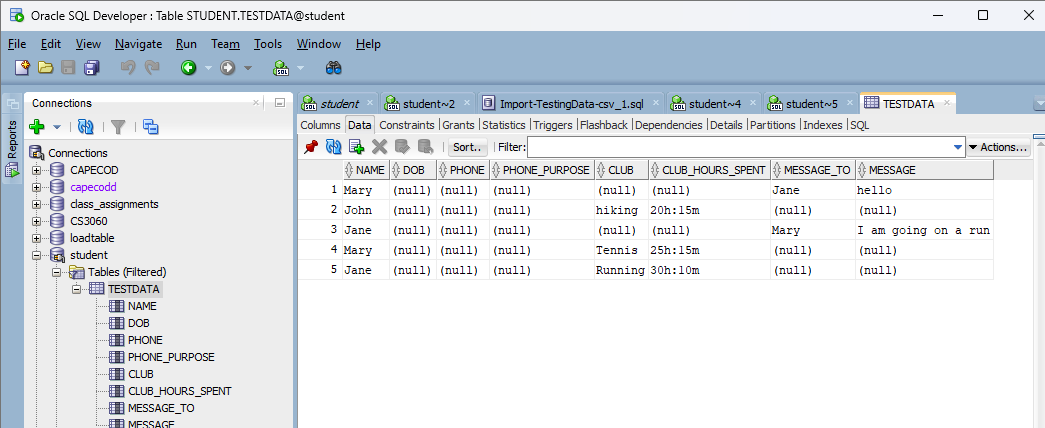 Oracle SQL Developer : Table STUDENT.TESTDATA@student
File Edit View Navigate Run Team Tools Window Help
SQL
Reports
Connections
Connections
CAPECOD
capecodd
class_assignments
CS3060
loadtable
student
Tables (Filtered)
TESTDATA
NAME
DOB
PHONE
PHONE_PURPOSE
CLUB
CLUB_HOURS_SPENT
MESSAGE_TO
MESSAGE
student student~2 Import-TestingData-csv_1.sql student~4 student~5 TESTDATA
Columns Data Constraints Grants Statistics Triggers Flashback Dependencies Details Partitions Indexes SQL
Sort.. Filter: Actions...
NAME DOB PHONE PHONE_PURPOSE CLUB CLUB_HOURS_SPENT MESSAGE_TO MESSAGE
1 Mary (null) (null) (null) (null) (null) Jane hello
2 John (null) (null) (null) hiking 20h:15m (null) (null)
3 Jane (null) (null) (null) (null) (null) Mary I am going on a run
4 Mary (null) (null) (null) Tennis 25h:15m (null) (null)
5 Jane (null) (null) (null) Running 30h:10m (null) (null)